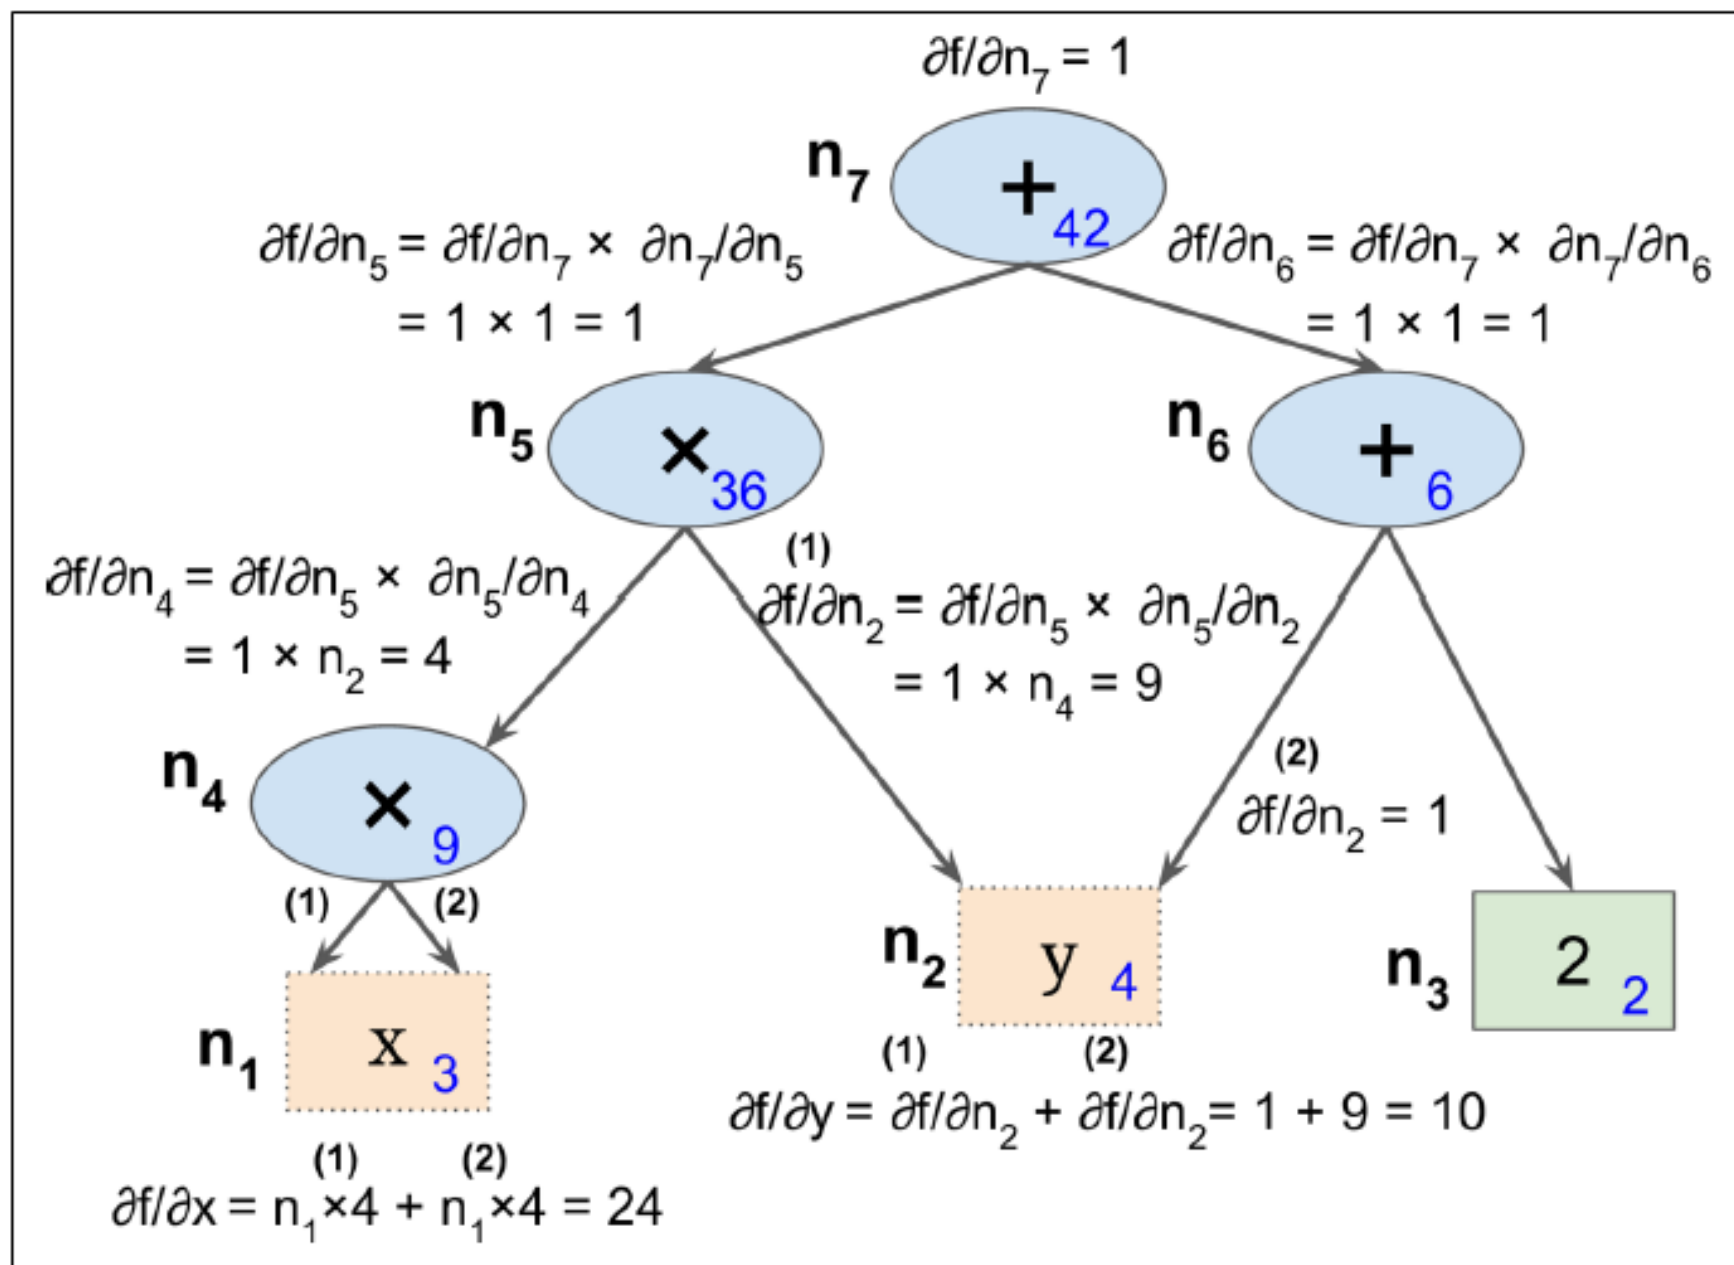 ∂f/∂n₇ = 1
n₇
+
42
∂f/∂n₅ = ∂f/∂n₇ × ∂n₇/∂n₅
= 1 × 1 = 1
∂f/∂n₆ = ∂f/∂n₇ × ∂n₇/∂n₆
= 1 × 1 = 1
n₅
×
36
n₆
+
6
∂f/∂n₄ = ∂f/∂n₅ × ∂n₅/∂n₄
= 1 × n₂ = 4
(1)
∂f/∂n₂ = ∂f/∂n₅ × ∂n₅/∂n₂
= 1 × n₄ = 9
(2)
∂f/∂n₂ = 1
n₄
×
9
(1) (2)
n₁
x 3
n₂
y 4
n₃
2 2
(1) (2)
∂f/∂y = ∂f/∂n₂ + ∂f/∂n₂= 1 + 9 = 10
(1) (2)
∂f/∂x = n₁×4 + n₁×4 = 24